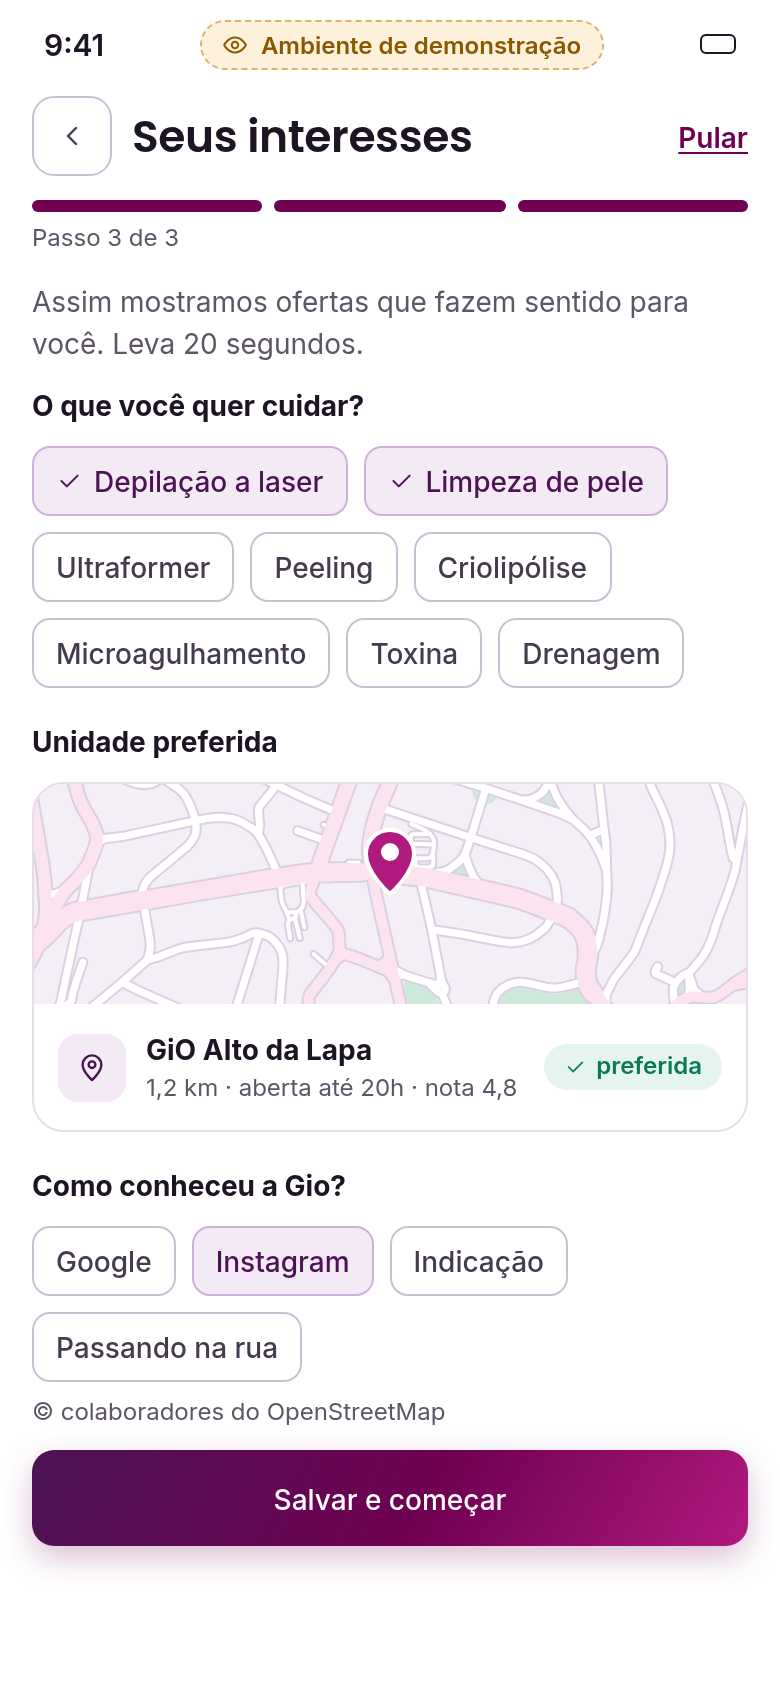 9:41
Ambiente de demonstração
Seus interesses
Pular
Passo 3 de 3
Assim mostramos ofertas que fazem sentido para
você. Leva 20 segundos.
O que você quer cuidar?
Depilação a laser
Limpeza de pele
Ultraformer
Peeling
Criolipólise
Microagulhamento
Toxina
Drenagem
Unidade preferida
GiO Alto da Lapa
1,2 km · aberta até 20h · nota 4,8
preferida
Como conheceu a Gio?
Google
Instagram
Indicação
Passando na rua
© colaboradores do OpenStreetMap
Salvar e começar